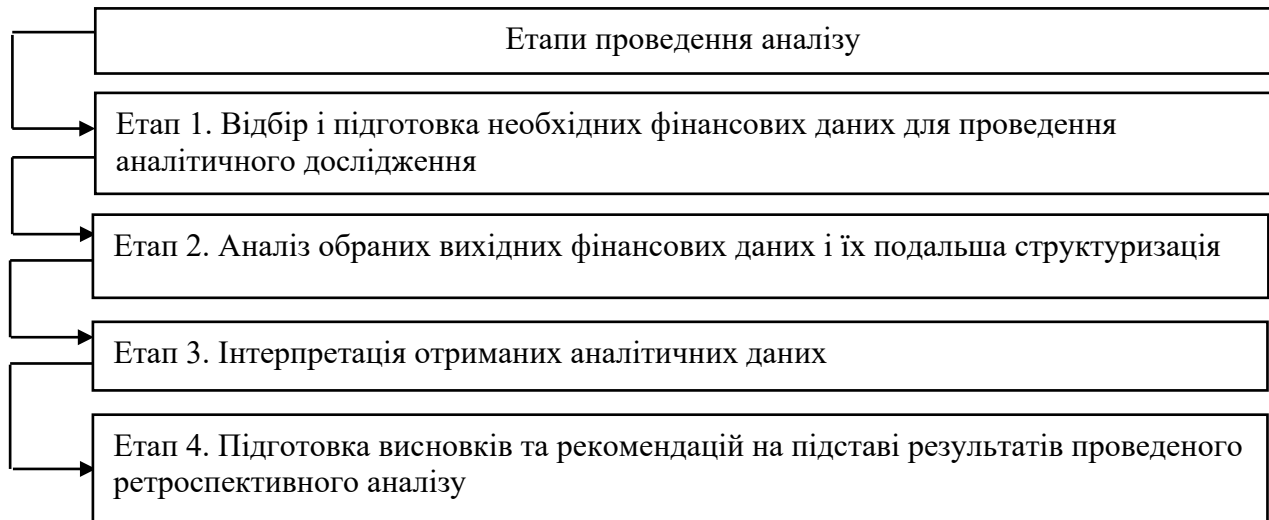 Етапи проведення аналізу
Етап 1. Відбір і підготовка необхідних фінансових даних для проведення
аналітичного дослідження
Етап 2. Аналіз обраних вихідних фінансових даних і їх подальша структуризація
Етап 3. Інтерпретація отриманих аналітичних даних
Етап 4. Підготовка висновків та рекомендацій на підставі результатів проведеного
ретроспективного аналізу